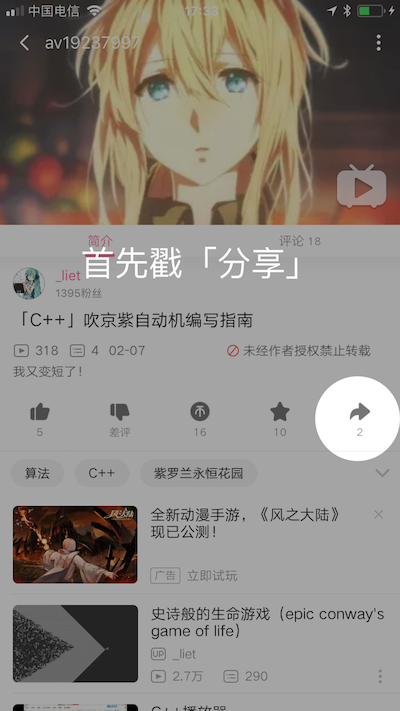 中国电信
17:33
av19237997
简介
评论 18
首先戳「分享」
_liet
1395粉丝
「C++」吹京紫自动机编写指南
318 4 02-07 未经作者授权禁止转载
我又变短了!
5 差评 16 10 2
算法 C++ 紫罗兰永恒花园
全新动漫手游，《风之大陆》
现已公测！
广告 立即试玩
史诗般的生命游戏（epic conway's
game of life）
UP _liet
2.7万 290